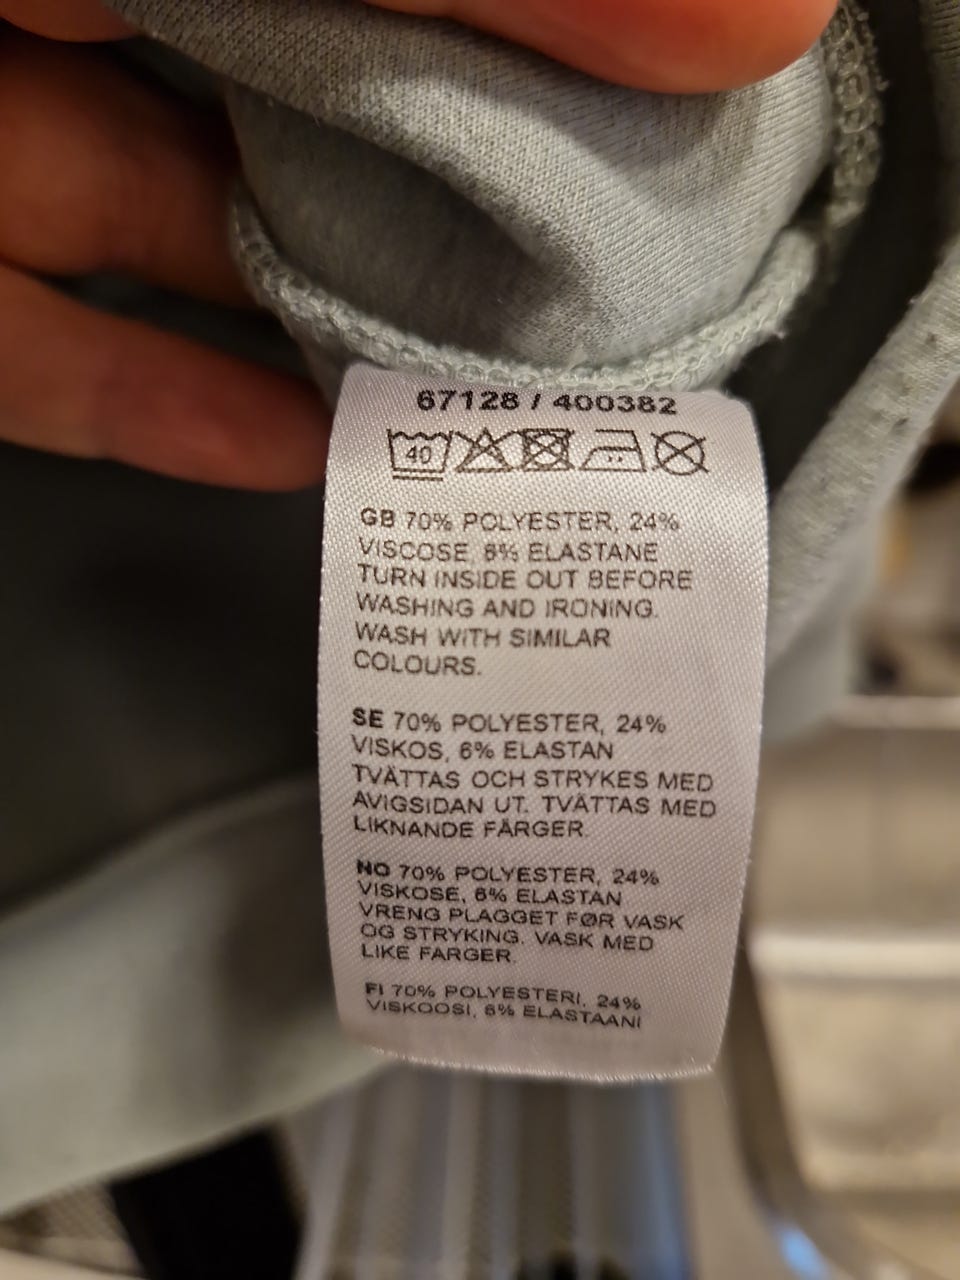 67128 / 400382
40
GB 70% POLYESTER, 24%
VISCOSE, 6% ELASTANE
TURN INSIDE OUT BEFORE
WASHING AND IRONING.
WASH WITH SIMILAR
COLOURS.
SE 70% POLYESTER, 24%
VISKOS, 6% ELASTAN
TVÄTTAS OCH STRYKES MED
AVIGSIDAN UT. TVÄTTAS MED
LIKNANDE FÄRGER.
NO 70% POLYESTER, 24%
VISKOSE, 6% ELASTAN
VRENG PLAGGET FØR VASK
OG STRYKING. VASK MED
LIKE FARGER.
FI 70% POLYESTERI, 24%
VISKOOSI, 6% ELASTAANI